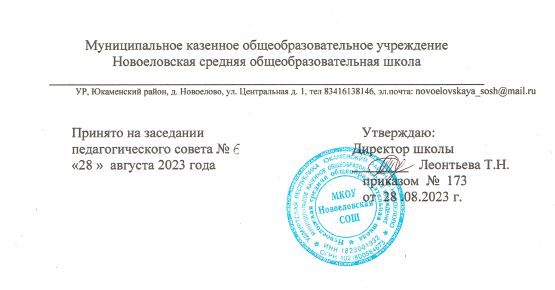 Муниципальное казенное общеобразовательное учреждение
Новоеловская средняя общеобразовательная школа
УР, Юкаменский район, д. Новоелово, ул. Центральная д. 1, тел 83416138146, эл.почта: novoelovskaya_sosh@mail.ru
Принято на заседании
педагогического совета № 6
«28 » августа 2023 года
Утверждаю:
Директор школы
Леонтьева Т.Н.
приказом № 173
от 28.08.2023 г.
МКОУ
Новоеловская
СОШ